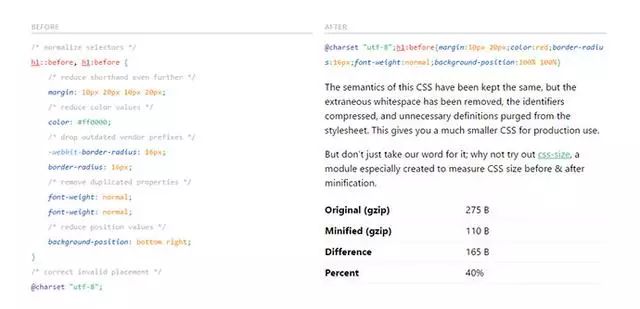 BEFORE
/* normalize selectors */
h1::before, h1:before {
/* reduce shorthand even further */
margin: 10px 20px 10px 20px;
/* reduce color values */
color: #ff0000;
/* drop outdated vendor prefixes */
-webkit-border-radius: 16px;
border-radius: 16px;
/* remove duplicated properties */
font-weight: normal;
font-weight: normal;
/* reduce position values */
background-position: bottom right;
}
/* correct invalid placement */
@charset "utf-8";
AFTER
@charset "utf-8";h1:before{margin:10px 20px;color:red;border-radiu
s:16px;font-weight:normal;background-position:100% 100%}
The semantics of this CSS have been kept the same, but the
extraneous whitespace has been removed, the identifiers
compressed, and unnecessary definitions purged from the
stylesheet. This gives you a much smaller CSS for production use.
But don't just take our word for it; why not try out css-size, a
module especially created to measure CSS size before & after
minification.
Original (gzip) 275 B
Minified (gzip) 110 B
Difference 165 B
Percent 40%